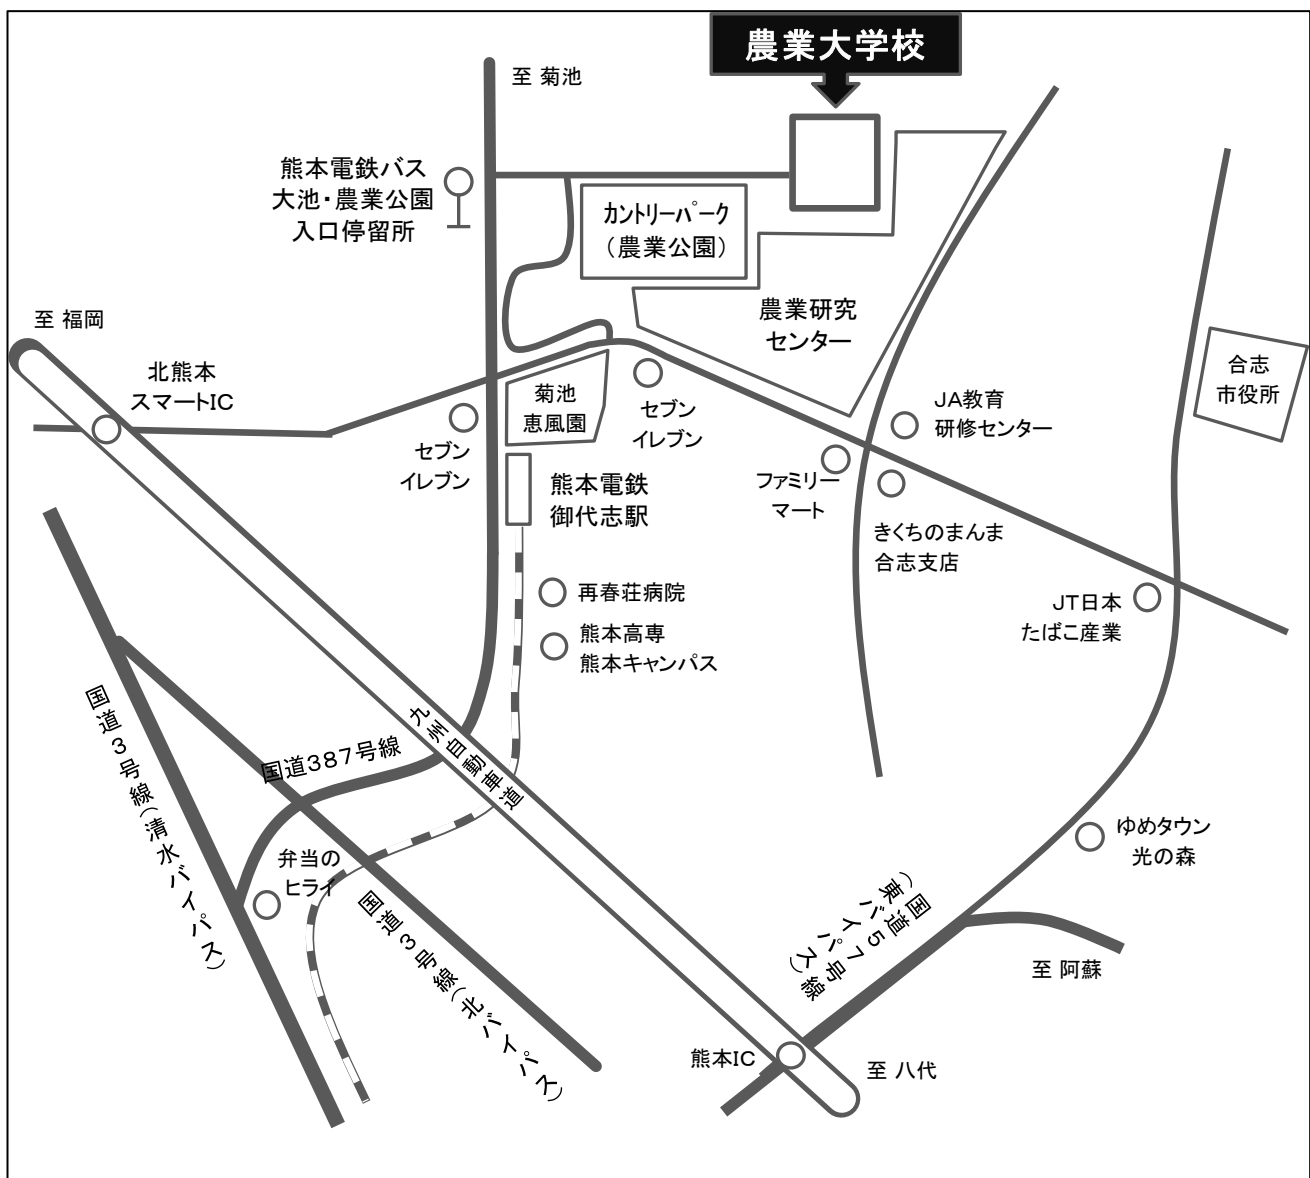 農業大学校
至 菊池
熊本電鉄バス
大池・農業公園
入口停留所
カントリーパーク
（農業公園）
農業研究
センター
至 福岡
北熊本
スマートIC
菊池
恵風園
セブン
イレブン
セブン
イレブン
合志
市役所
JA教育
研修センター
ファミリー
マート
きくちのまんま
合志支店
熊本電鉄
御代志駅
再春荘病院
熊本高専
熊本キャンパス
JT日本
たばこ産業
国道3号線（清水バイパス）
国道387号線
九州自動車道
弁当の
ヒライ
国道3号線（北バイパス）
ゆめタウン
光の森
国道57号線
（東バイパス）
至 阿蘇
熊本IC
至 八代